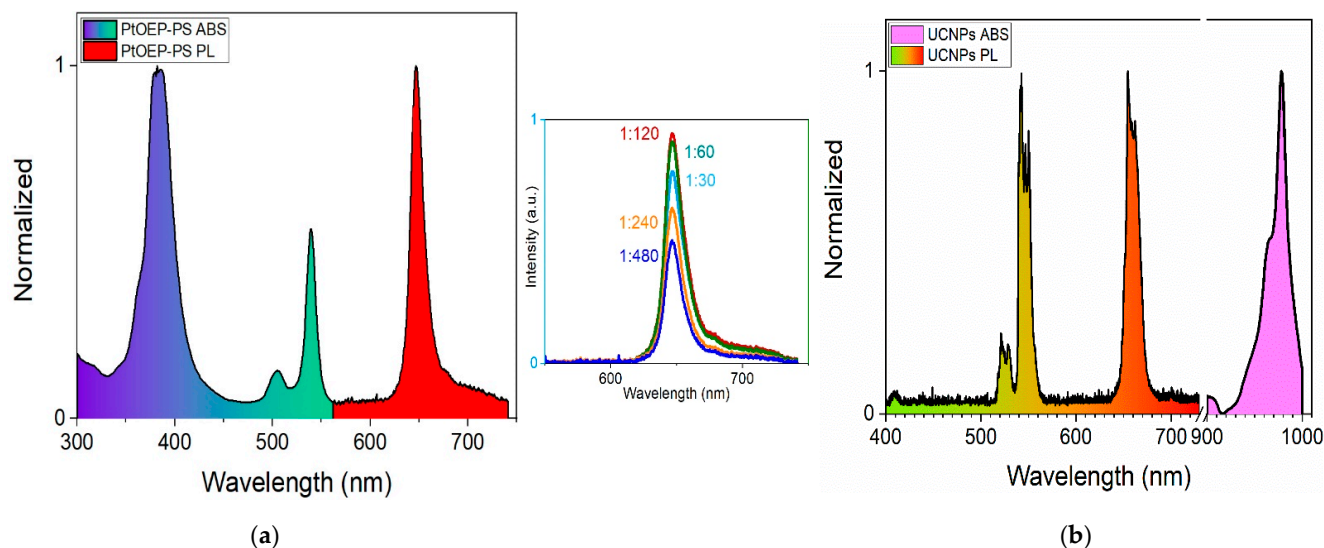 PtOEP-PS ABS
PtOEP-PS PL
Normalized
1
0
300 400 500 600 700
Wavelength (nm)
(a)
1
1:120
1:60
1:30
1:240
1:480
Intensity (a.u.)
0
600 700
Wavelength (nm)
UCNPs ABS
UCNPs PL
Normalized
1
0
400 500 600 700 900 1000
Wavelength (nm)
(b)